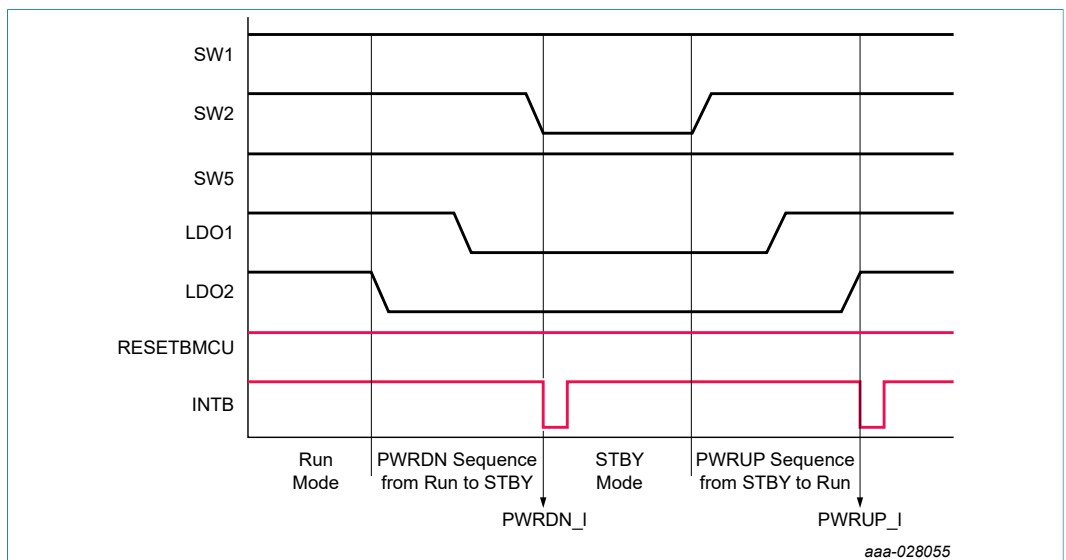 SW1
SW2
SW5
LDO1
LDO2
RESETBMCU
INTB
Run
Mode
PWRDN Sequence
from Run to STBY
STBY
Mode
PWRUP Sequence
from STBY to Run
PWRDN_I
PWRUP_I
aaa-028055